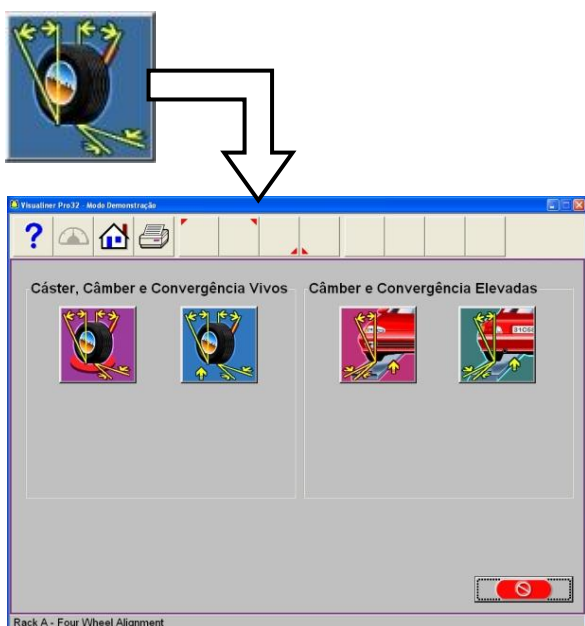 Visualiner Pro32 - Modo Demonstração
?
Cáster, Câmber e Convergência Vivos
Câmber e Convergência Elevadas
Rack A - Four Wheel Alignment